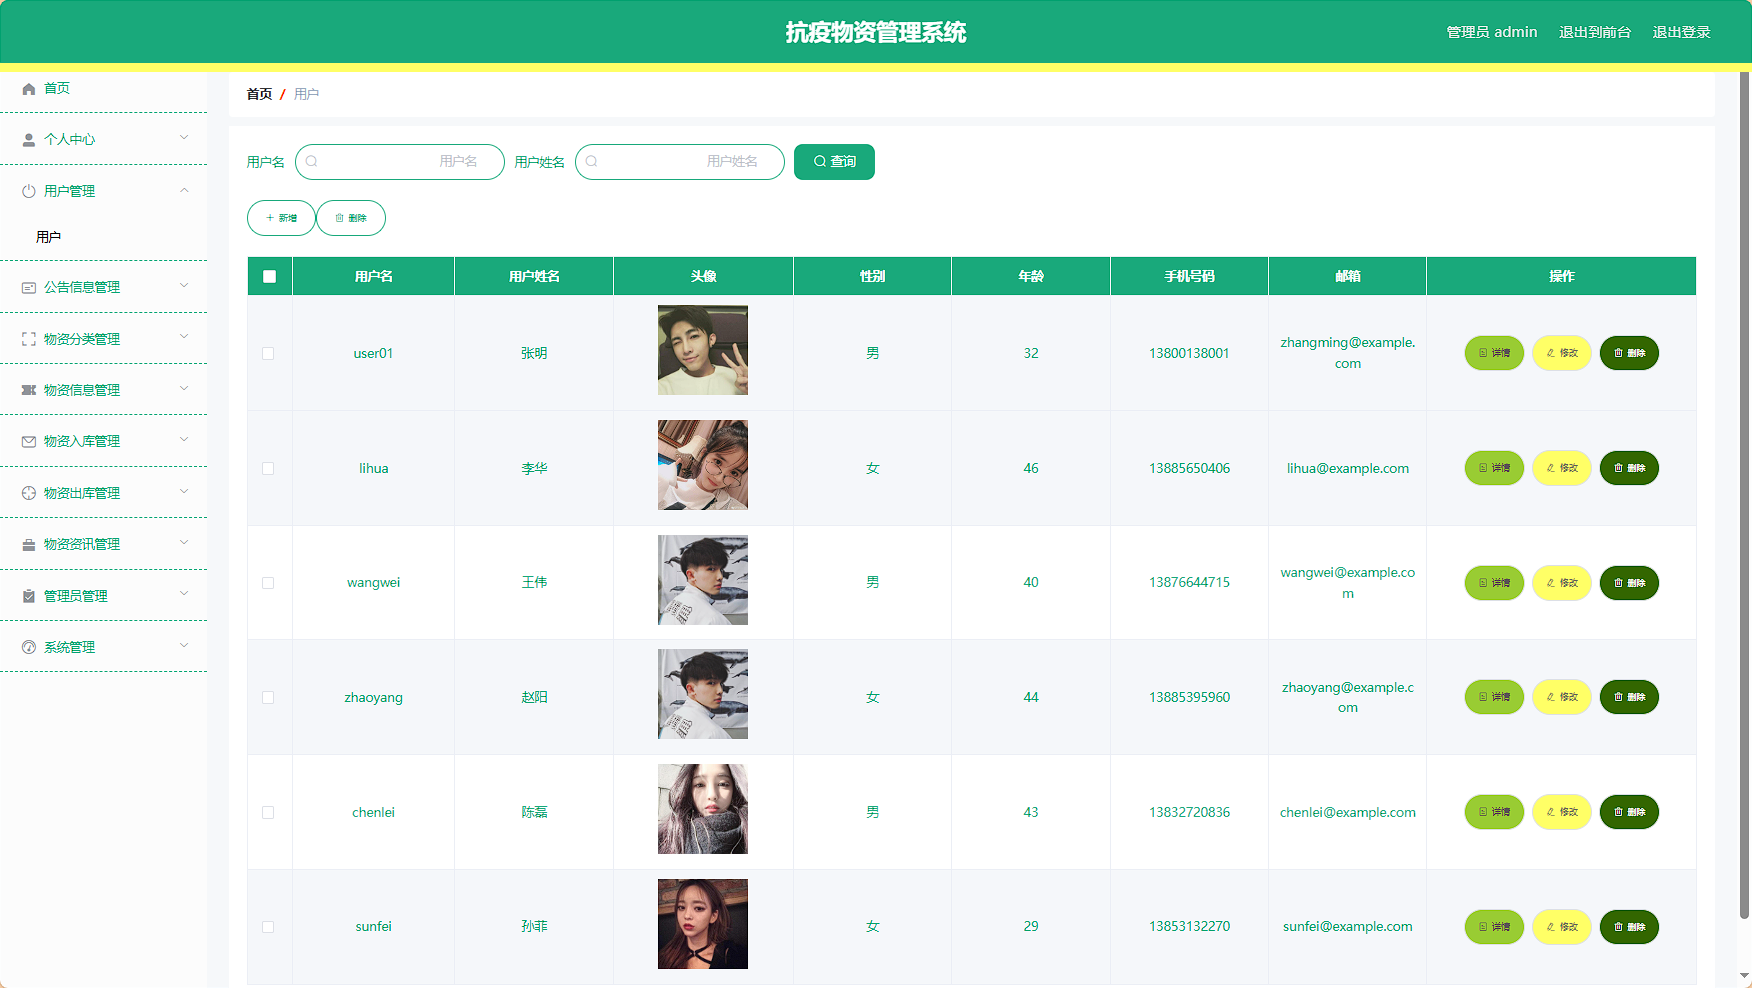 抗疫物资管理系统
管理员 admin 退出到前台 退出登录
首页
个人中心
用户管理
用户
公告信息管理
物资分类管理
物资信息管理
物资入库管理
物资出库管理
物资资讯管理
管理员管理
系统管理
首页 / 用户
用户名 用户名 用户姓名 用户姓名 查询
新增 删除
用户名 用户姓名 头像 性别 年龄 手机号码 邮箱 操作
user01 张明 男 32 13800138001 zhangming@example.
com
详情 修改 删除
lihua 李华 女 46 13885650406 lihua@example.com 详情 修改 删除
wangwei 王伟 男 40 13876644715 wangwei@example.co
m
详情 修改 删除
zhaoyang 赵阳 女 44 13885395960 zhaoyang@example.c
om
详情 修改 删除
chenlei 陈磊 男 43 13832720836 chenlei@example.com 详情 修改 删除
sunfei 孙菲 女 29 13853132270 sunfei@example.com 详情 修改 删除